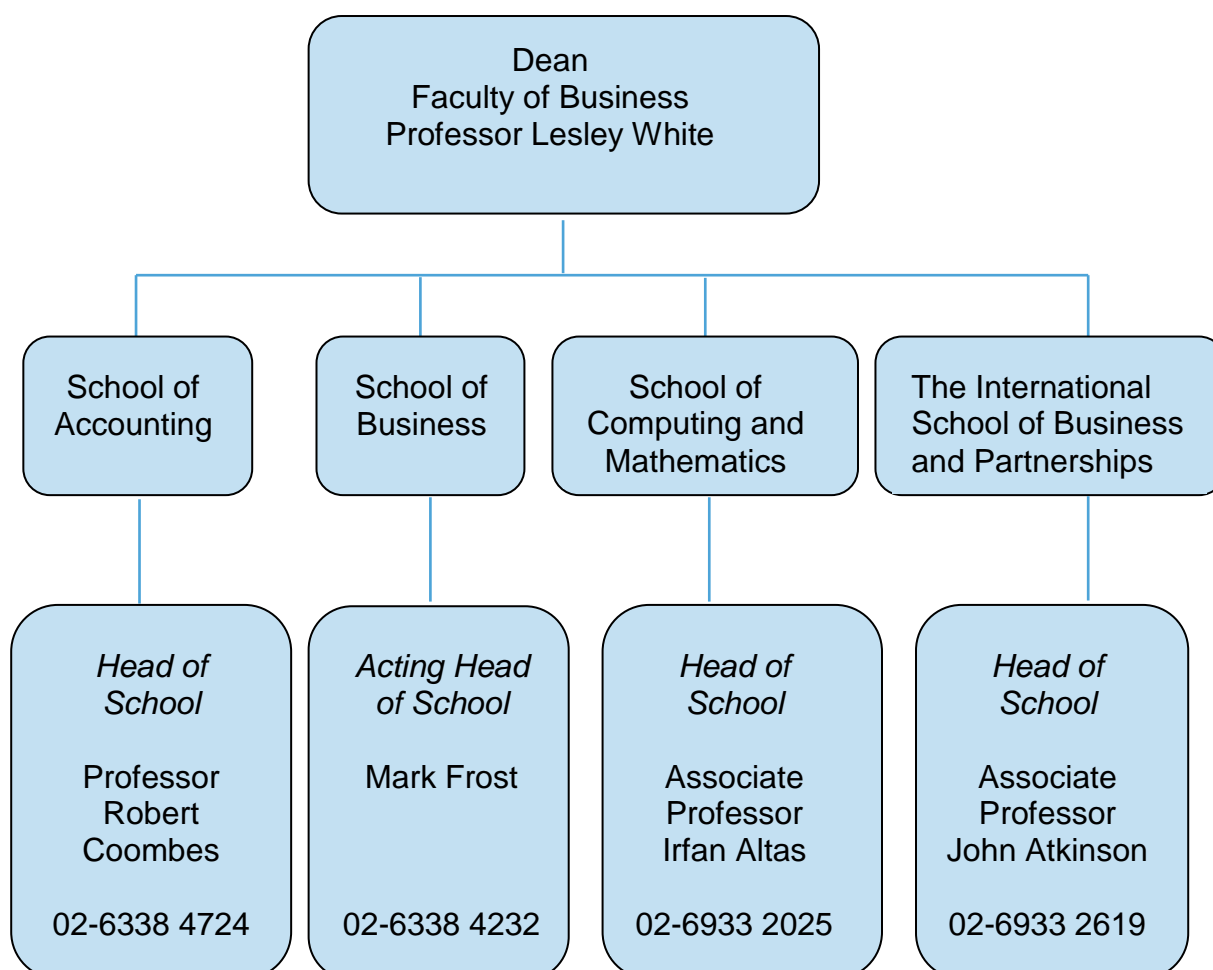 Dean
Faculty of Business
Professor Lesley White
School of
Accounting
School of
Business
School of
Computing and
Mathematics
The International
School of Business
and Partnerships
Head of
School
Professor
Robert
Coombes
02-6338 4724
Acting Head
of School
Mark Frost
02-6338 4232
Head of
School
Associate
Professor
Irfan Altas
02-6933 2025
Head of
School
Associate
Professor
John Atkinson
02-6933 2619